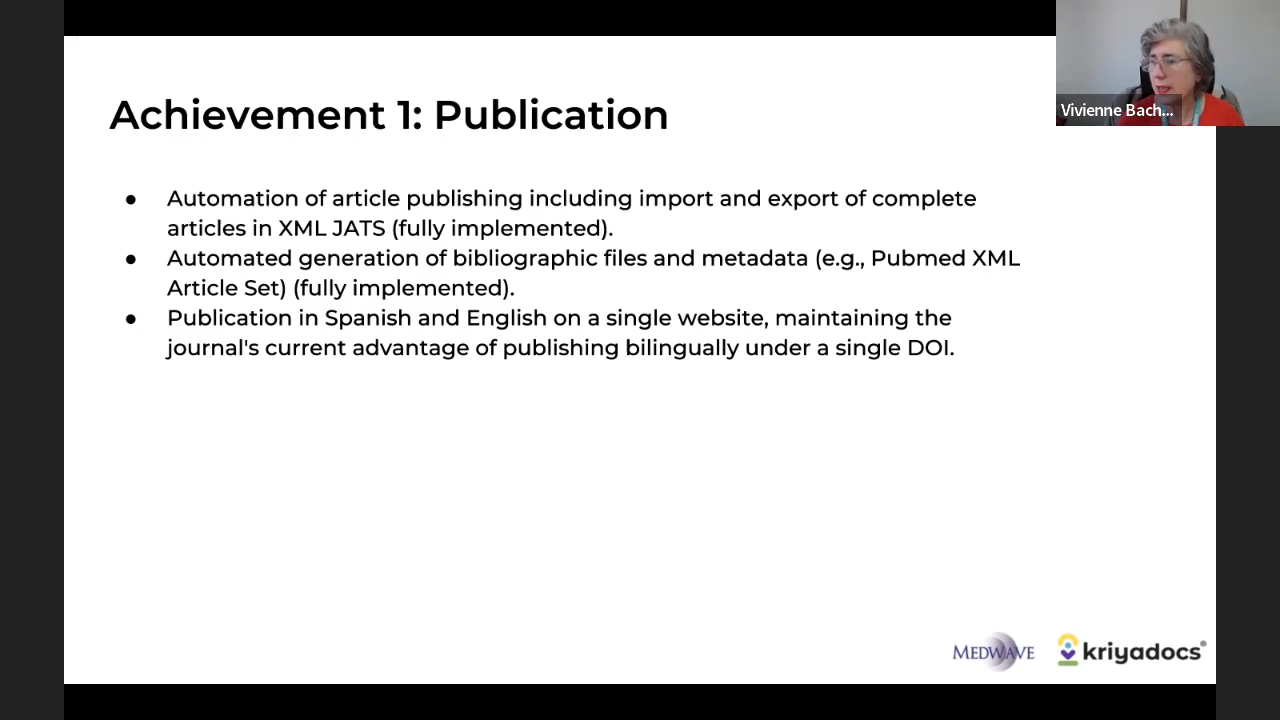 Achievement 1: Publication
Vivienne Bach...
● Automation of article publishing including import and export of complete
articles in XML JATS (fully implemented).
● Automated generation of bibliographic files and metadata (e.g., Pubmed XML
Article Set) (fully implemented).
● Publication in Spanish and English on a single website, maintaining the
journal's current advantage of publishing bilingually under a single DOI.
MEDWAVE
kriyadocs®